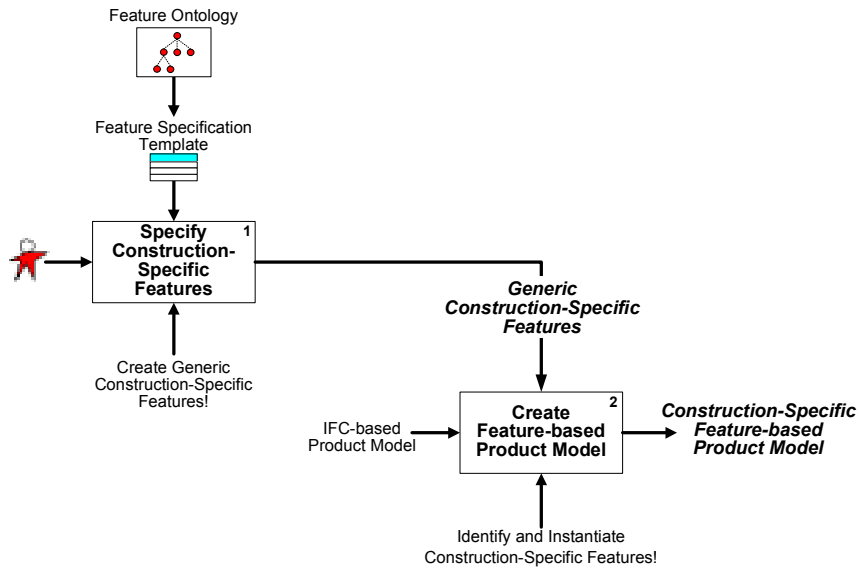 Feature Ontology
Feature Specification
Template
Specify
Construction-
Specific
Features
1
Create Generic
Construction-Specific
Features!
Generic
Construction-Specific
Features
IFC-based
Product Model
Create
Feature-based
Product Model
2
Construction-Specific
Feature-based
Product Model
Identify and Instantiate
Construction-Specific Features!